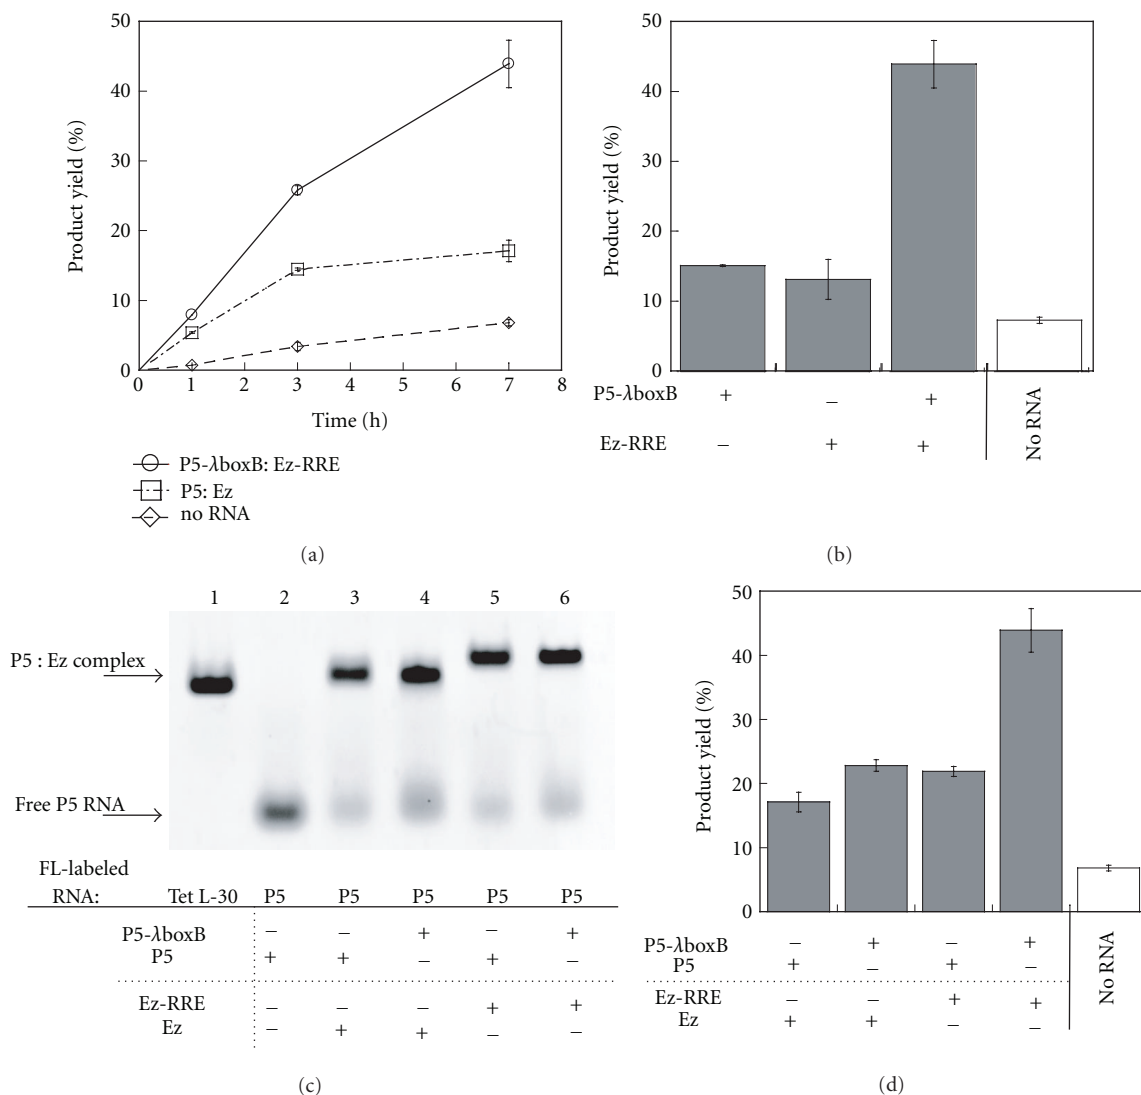 50
40
30
20
10
0
Product yield (%)
0 1 2 3 4 5 6 7 8
Time (h)
P5-λboxB: Ez-RRE
P5: Ez
no RNA
(a)
50
40
30
20
10
0
Product yield (%)
P5-λboxB + − +
Ez-RRE − + +
No RNA
(b)
1 2 3 4 5 6
P5 : Ez complex
Free P5 RNA
FL-labeled
RNA: Tet L-30 P5 P5 P5 P5 P5
P5-λboxB − − + − +
P5 + + − + −
Ez-RRE − − − + +
Ez − + + − −
(c)
50
40
30
20
10
0
Product yield (%)
P5-λboxB − + − +
P5 + − + −
Ez-RRE − − + +
Ez + + − −
No RNA
(d)